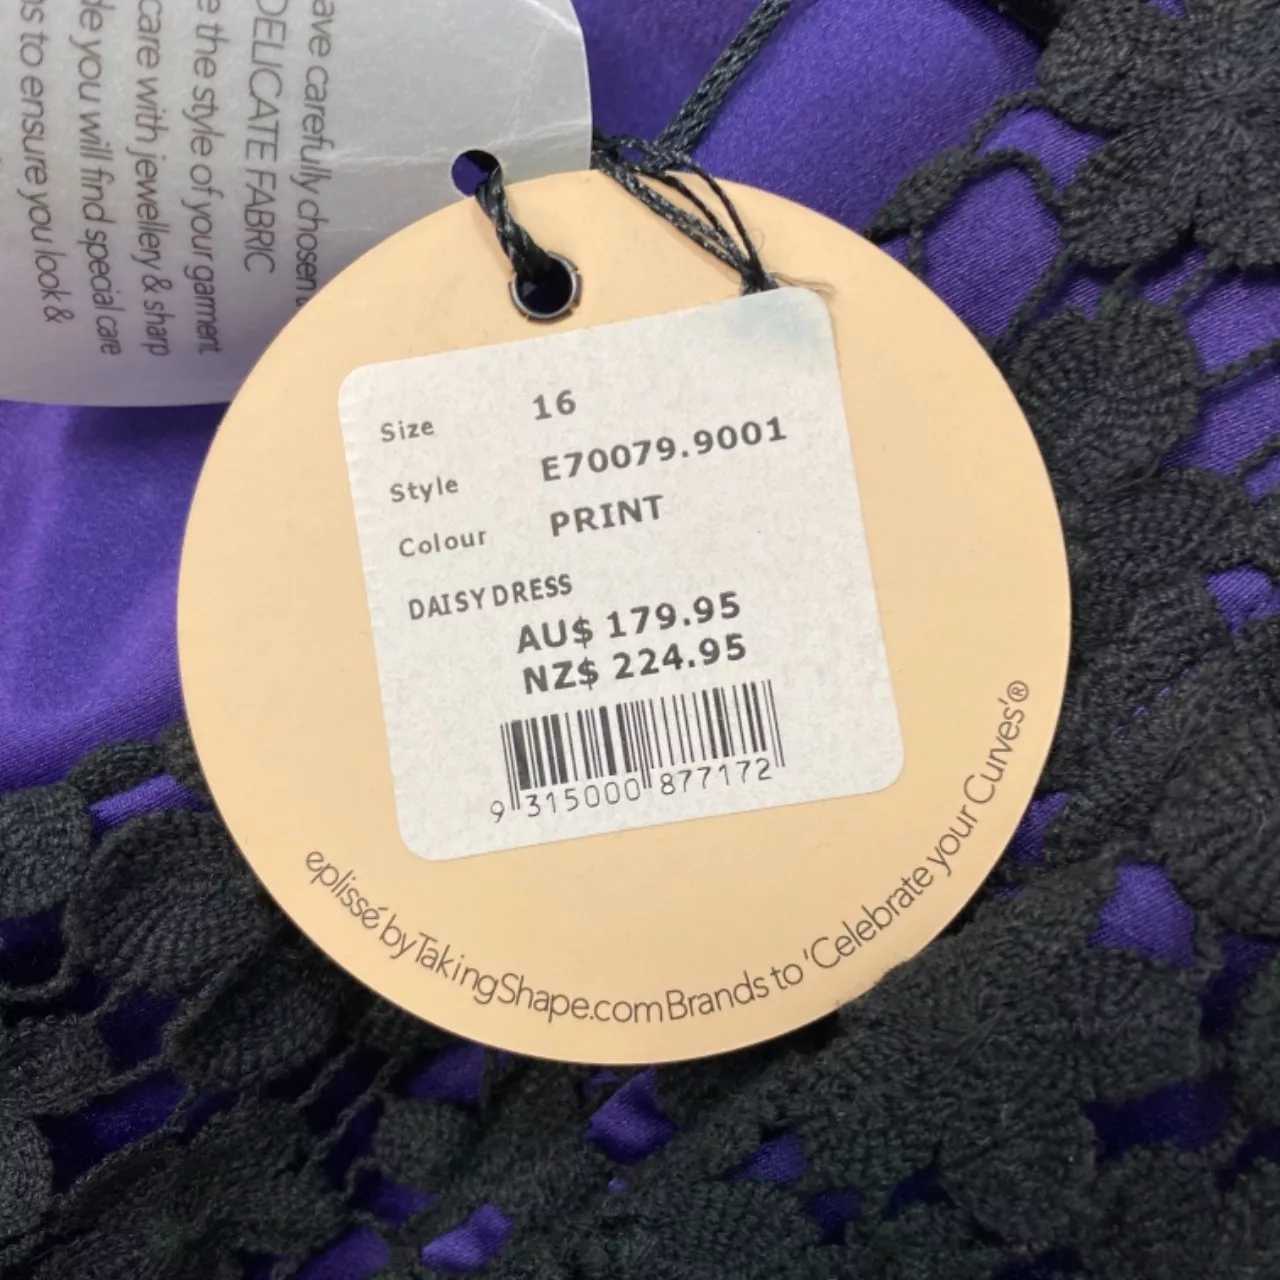 ave carefully chosen
DELICATE FABRIC
e the style of your garment
care with jewellery & sharp
de you will find special care
ns to ensure you look &
Size 16
Style E70079.9001
Colour PRINT
DAISY DRESS
AU$ 179.95
NZ$ 224.95
9 315000 877172
eplissé by TakingShape.com Brands to 'Celebrate your Curves'®